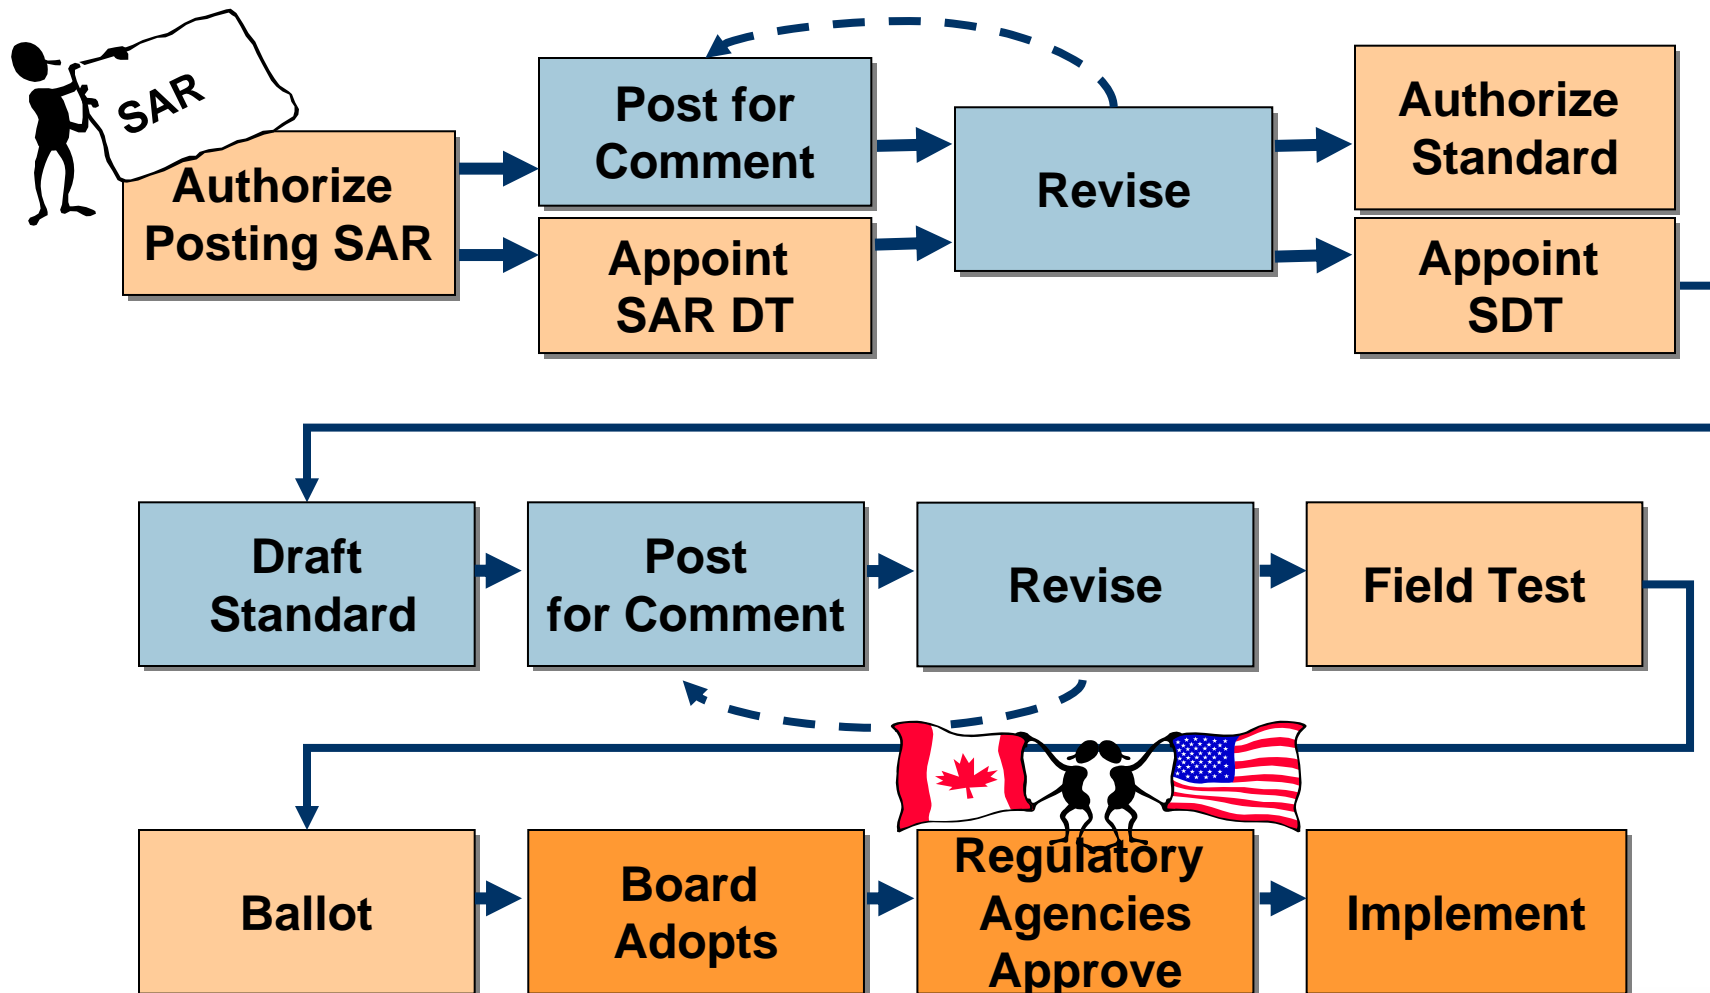 SAR
Authorize
Posting SAR
Post for
Comment
Appoint
SAR DT
Revise
Authorize
Standard
Appoint
SDT
Draft
Standard
Post
for Comment
Revise
Field Test
Ballot
Board
Adopts
Regulatory
Agencies
Approve
Implement